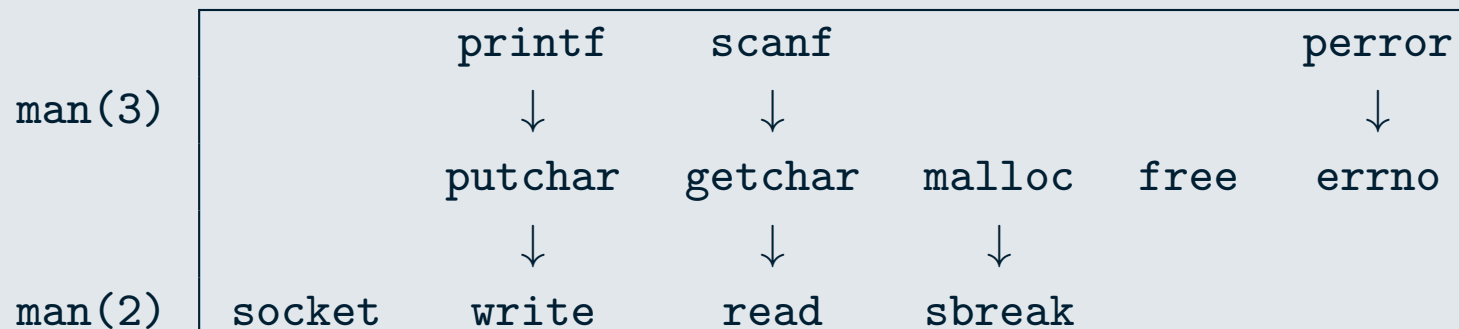 printf scanf perror
man(3) ↓ ↓ ↓
putchar getchar malloc free errno
↓ ↓ ↓
man(2) socket write read sbreak